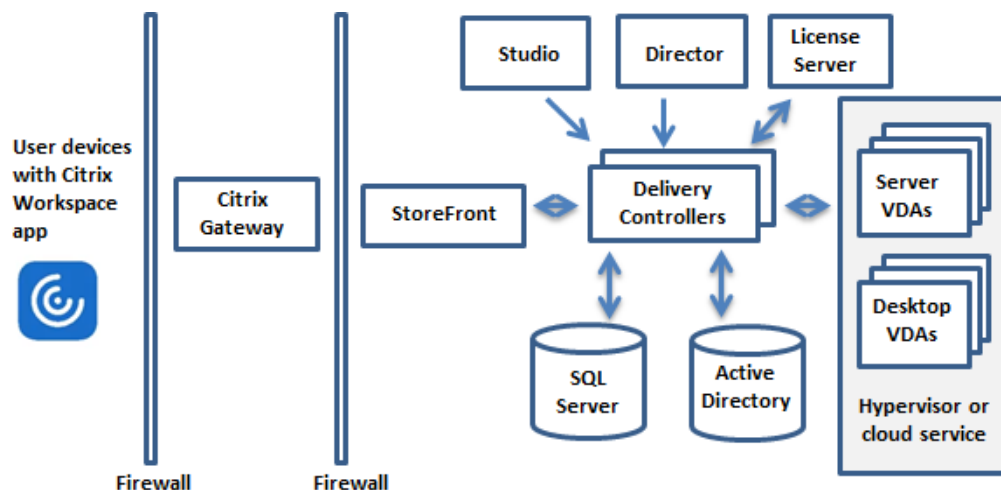 Studio
Director
License
Server
User devices
with Citrix
Workspace
app
Citrix
Gateway
StoreFront
Delivery
Controllers
Server
VDAs
Desktop
VDAs
SQL
Server
Active
Directory
Hypervisor or
cloud service
Firewall
Firewall